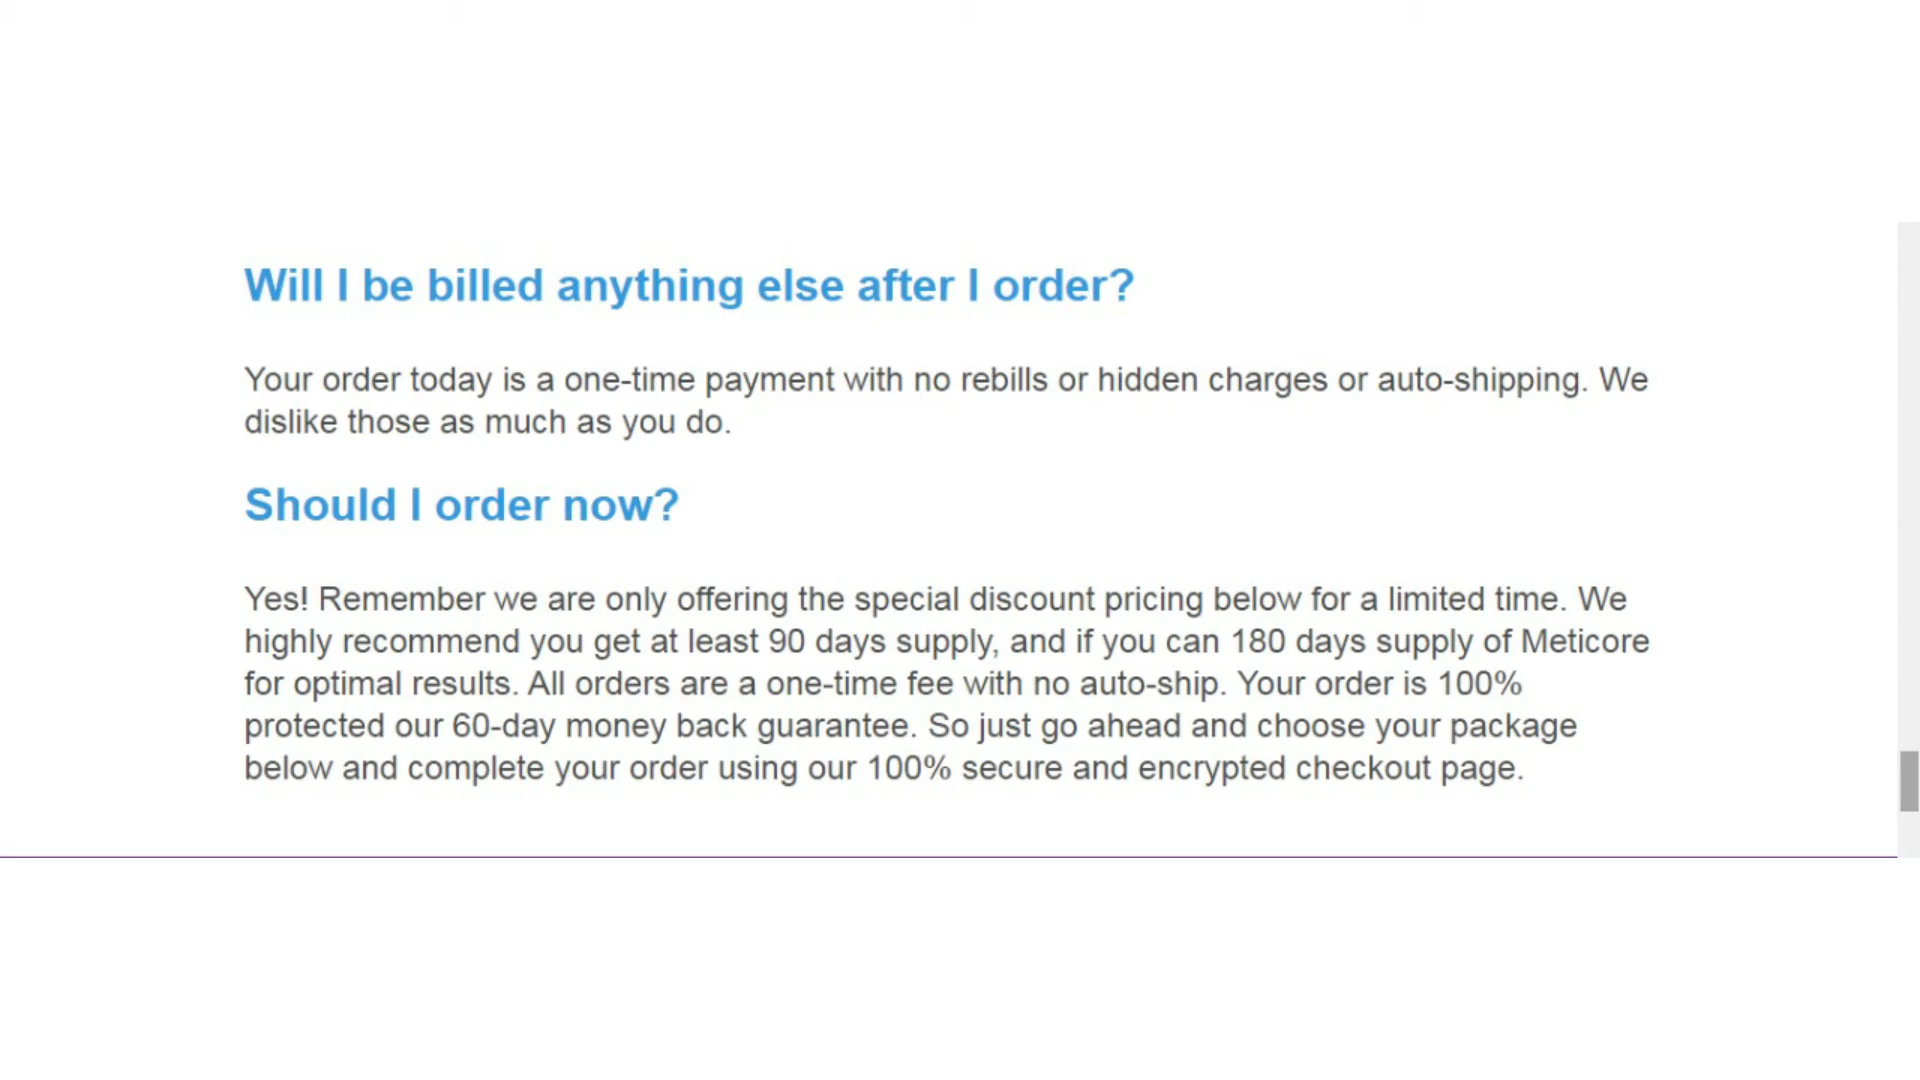 Will I be billed anything else after I order?
Your order today is a one-time payment with no rebills or hidden charges or auto-shipping. We
dislike those as much as you do.
Should I order now?
Yes! Remember we are only offering the special discount pricing below for a limited time. We
highly recommend you get at least 90 days supply, and if you can 180 days supply of Meticore
for optimal results. All orders are a one-time fee with no auto-ship. Your order is 100%
protected our 60-day money back guarantee. So just go ahead and choose your package
below and complete your order using our 100% secure and encrypted checkout page.